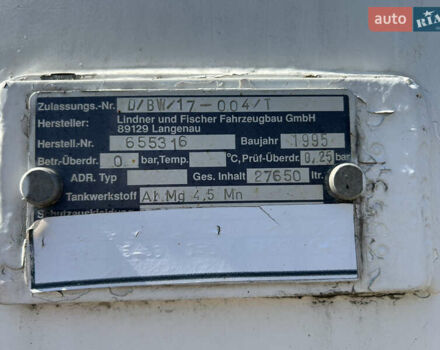 auto RIA
Zulassungs.-Nr. D/BW/17-004/T
Hersteller: Lindner und Fischer Fahrzeugbau GmbH
89129 Langenau
Herstell.-Nr. 655316 Baujahr 1995
Betr-Überdr. 0 bar, Temp. °C, Prüf-Überdr. 0,25 bar
ADR. Typ Ges. Inhalt 27650 ltr.
Tankwerkstoff Al Mg 4,5 Mn
Schutzauskleidung